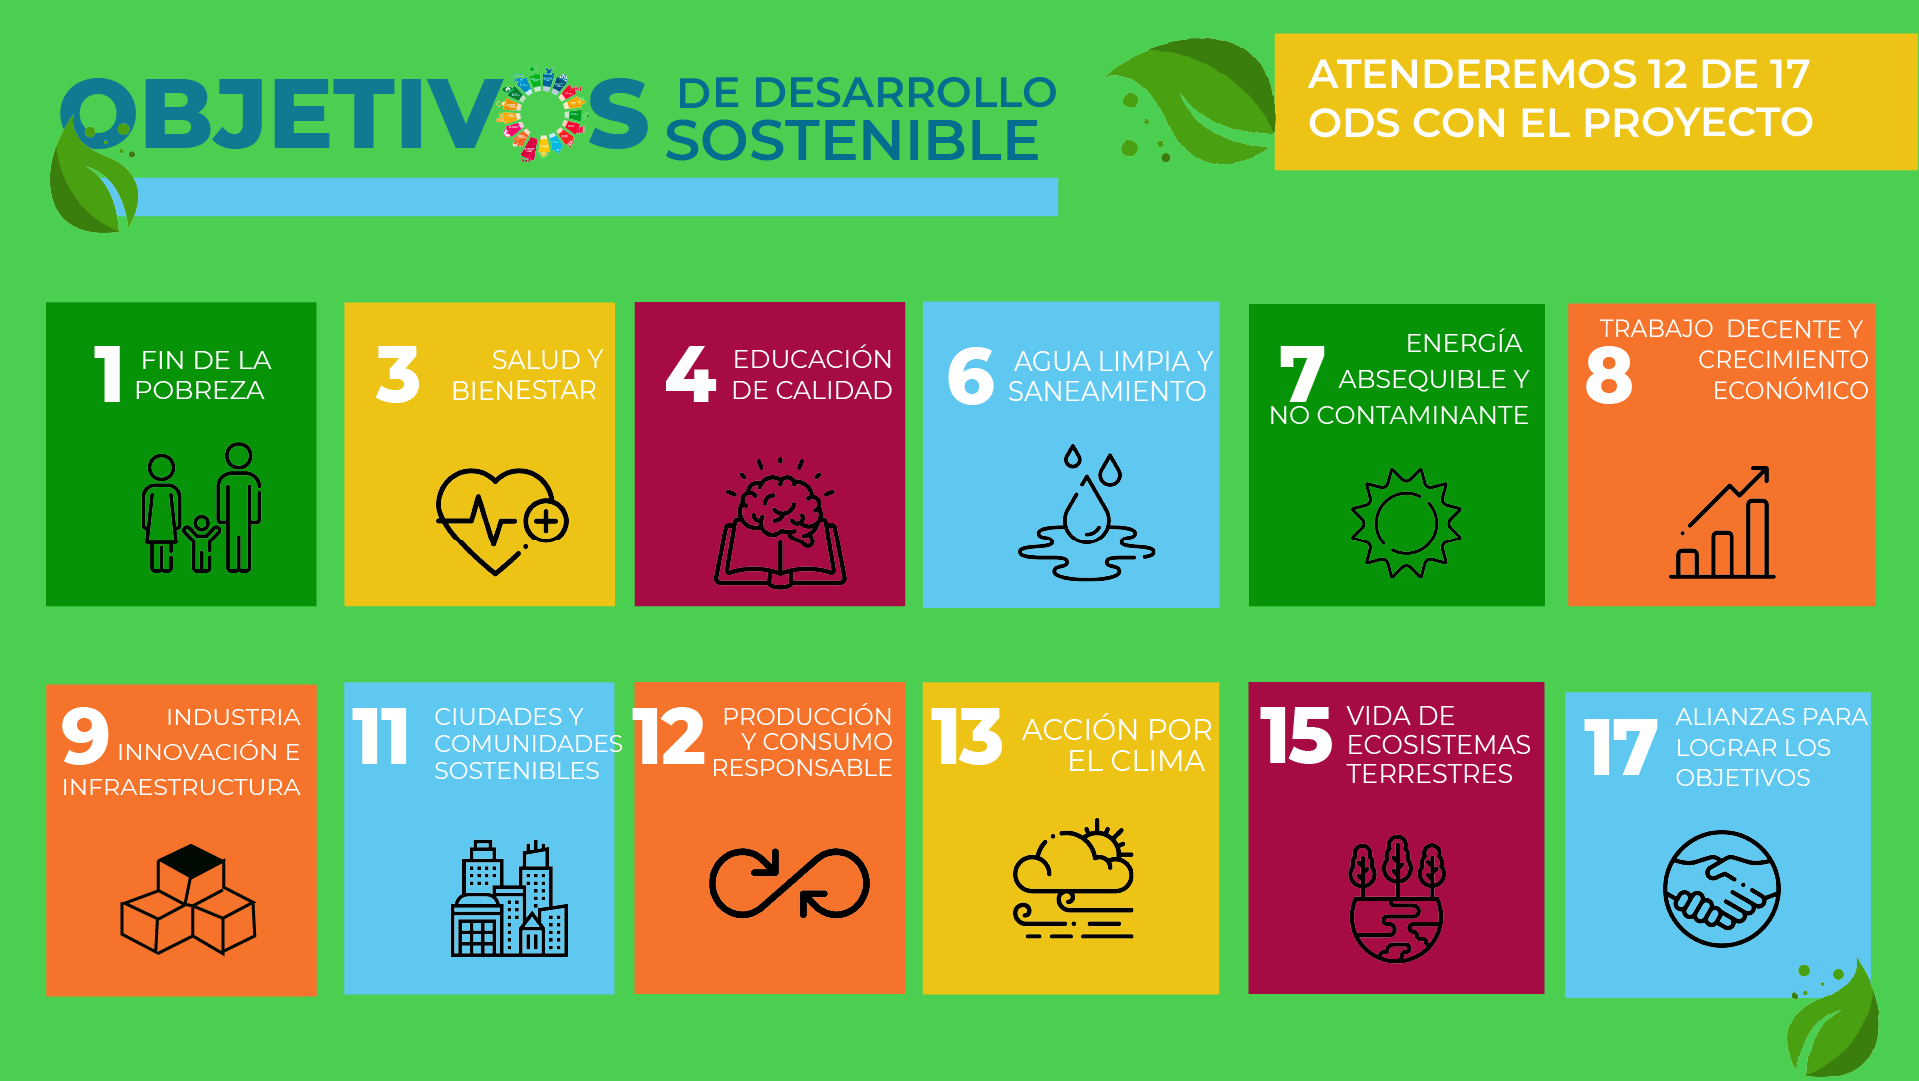 OBJETIVOS
DE DESARROLLO
SOSTENIBLE
ATENDEREMOS 12 DE 17
ODS CON EL PROYECTO
1 FIN DE LA
POBREZA
3 SALUD Y
BIENESTAR
4 EDUCACIÓN
DE CALIDAD
6 AGUA LIMPIA Y
SANEAMIENTO
7 ENERGÍA
ABSEQUIBLE Y
NO CONTAMINANTE
8 TRABAJO DECENTE Y
CRECIMIENTO
ECONÓMICO
9 INDUSTRIA
INNOVACIÓN E
INFRAESTRUCTURA
11 CIUDADES Y
COMUNIDADES
SOSTENIBLES
12 PRODUCCIÓN
Y CONSUMO
RESPONSABLE
13 ACCIÓN POR
EL CLIMA
15 VIDA DE
ECOSISTEMAS
TERRESTRES
17 ALIANZAS PARA
LOGRAR LOS
OBJETIVOS